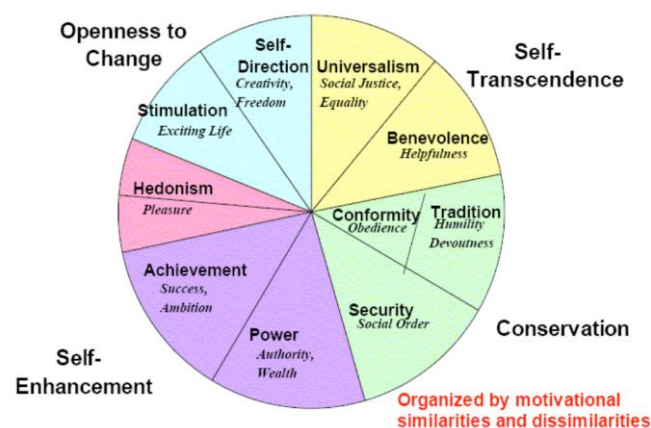 Openness to
Change
Self-
Direction
Creativity,
Freedom
Universalism
Social Justice,
Equality
Self-
Transcendence
Stimulation
Exciting Life
Benevolence
Helpfulness
Hedonism
Pleasure
Conformity
Obedience
Tradition
Humility
Devoutness
Achievement
Success,
Ambition
Security
Social Order
Power
Authority,
Wealth
Conservation
Self-
Enhancement
Organized by motivational
similarities and dissimilarities